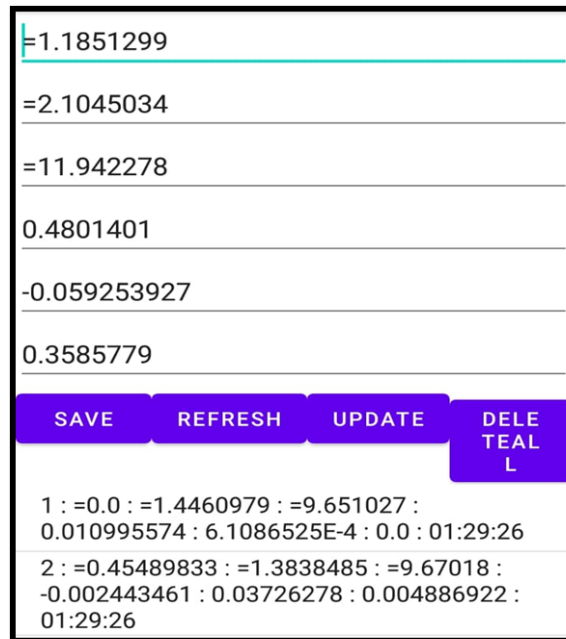 =1.1851299
=2.1045034
=11.942278
0.4801401
-0.059253927
0.3585779
SAVE REFRESH UPDATE DELE
TEAL
L
1 : =0.0 : =1.4460979 : =9.651027 :
0.010995574 : 6.1086525E-4 : 0.0 : 01:29:26
2 : =0.45489833 : =1.3838485 : =9.67018 :
-0.002443461 : 0.03726278 : 0.004886922 :
01:29:26